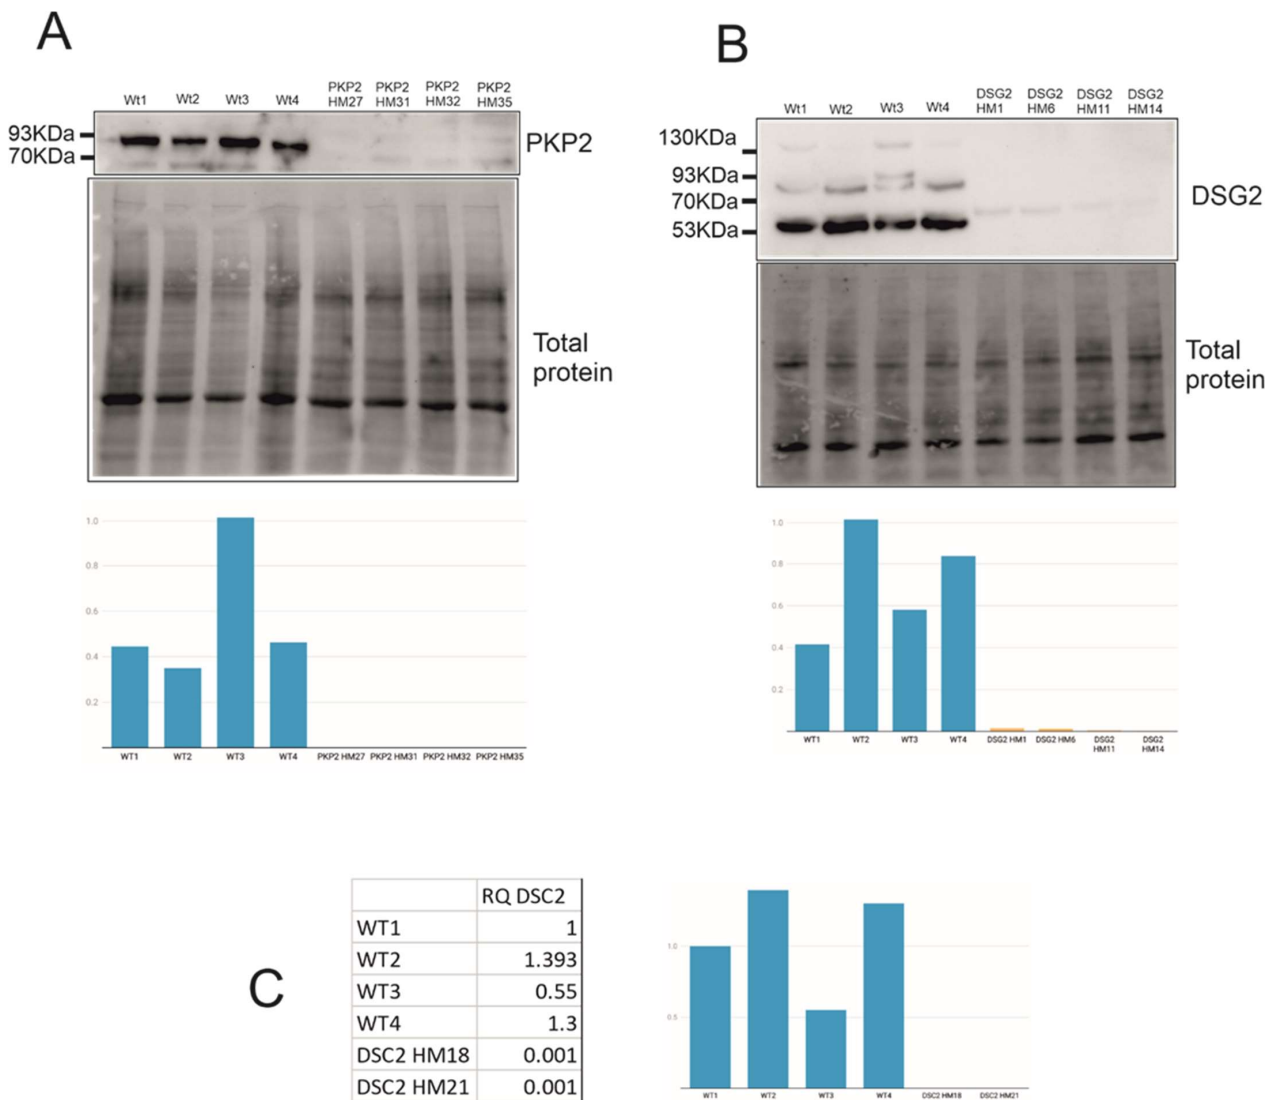 A
Wt1 Wt2 Wt3 Wt4 PKP2 HM27 PKP2 HM31 PKP2 HM32 PKP2 HM35
93KDa
70KDa
PKP2
Total
protein
1.0
0.8
0.6
0.4
0.2
WT1 WT2 WT3 WT4 PKP2 HM27 PKP2 HM31 PKP2 HM32 PKP2 HM35
B
Wt1 Wt2 Wt3 Wt4 DSG2 HM1 DSG2 HM6 DSG2 HM11 DSG2 HM14
130KDa
93KDa
70KDa
53KDa
DSG2
Total
protein
1.0
0.8
0.6
0.4
0.2
WT1 WT2 WT3 WT4 DSG2 HM1 DSG2 HM6 DSG2 HM11 DSG2 HM14
C
RQ DSC2
WT1 1
WT2 1.393
WT3 0.55
WT4 1.3
DSC2 HM18 0.001
DSC2 HM21 0.001
1.0
0.5
WT1 WT2 WT3 WT4 DSC2 HM18 DSC2 HM21